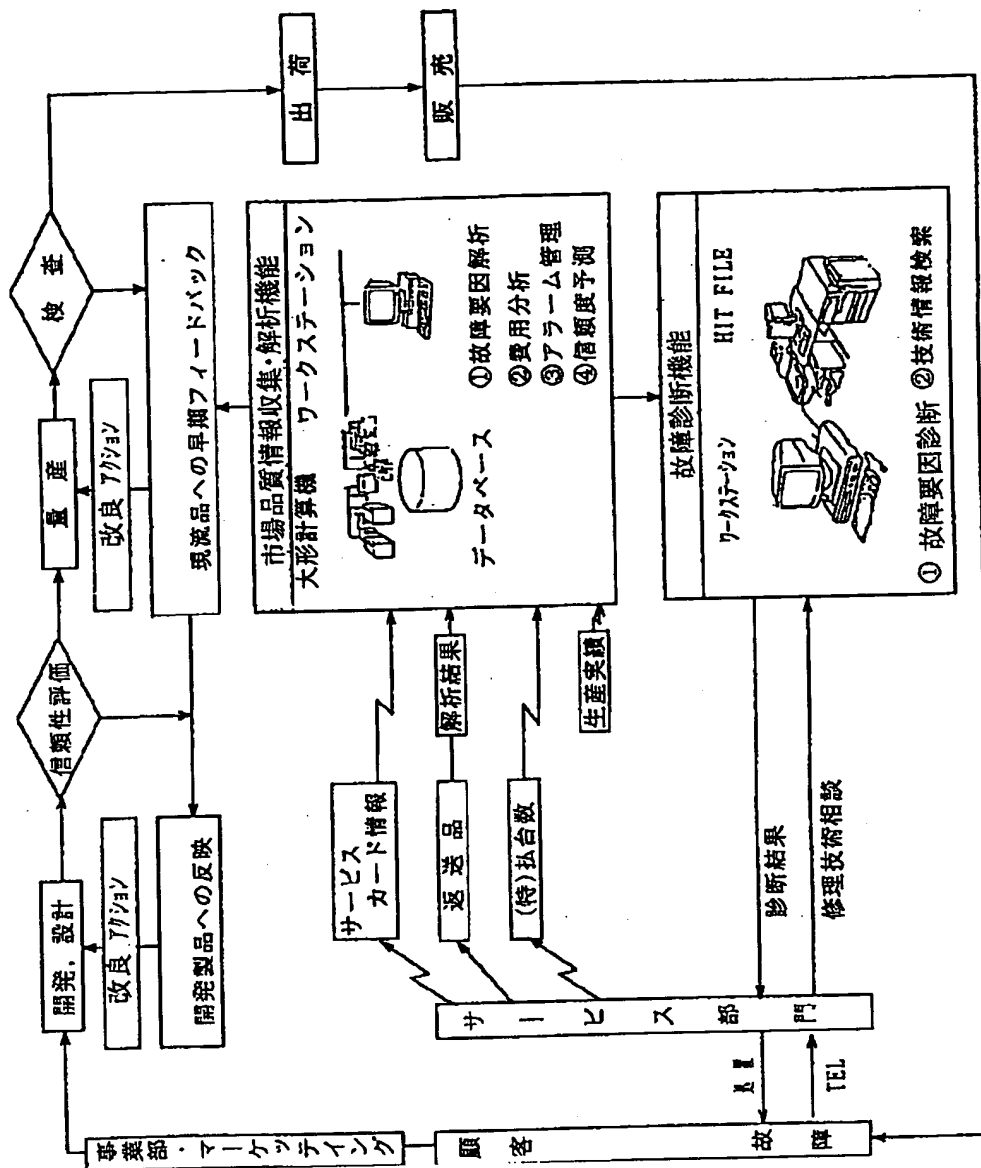 事業部・マーケッティング
開発，設計
信頼性評価
量産
検査
出荷
販売
改良アクション
改良アクション
開発製品への反映
現流品への早期フィードバック
市場品質情報収集・解析機能
大形計算機 ワークステーション
データベース
①故障要因解析
②費用分析
③アラーム管理
④信頼度予測
サービス
カード情報
返送品
解析結果
(特)払台数
生産実績
故障診断機能
ワークステーション HIT FILE
① 故障要因診断 ②技術情報検索
診断結果
修理技術相談
サービス部門
処置
TEL
顧客 故障